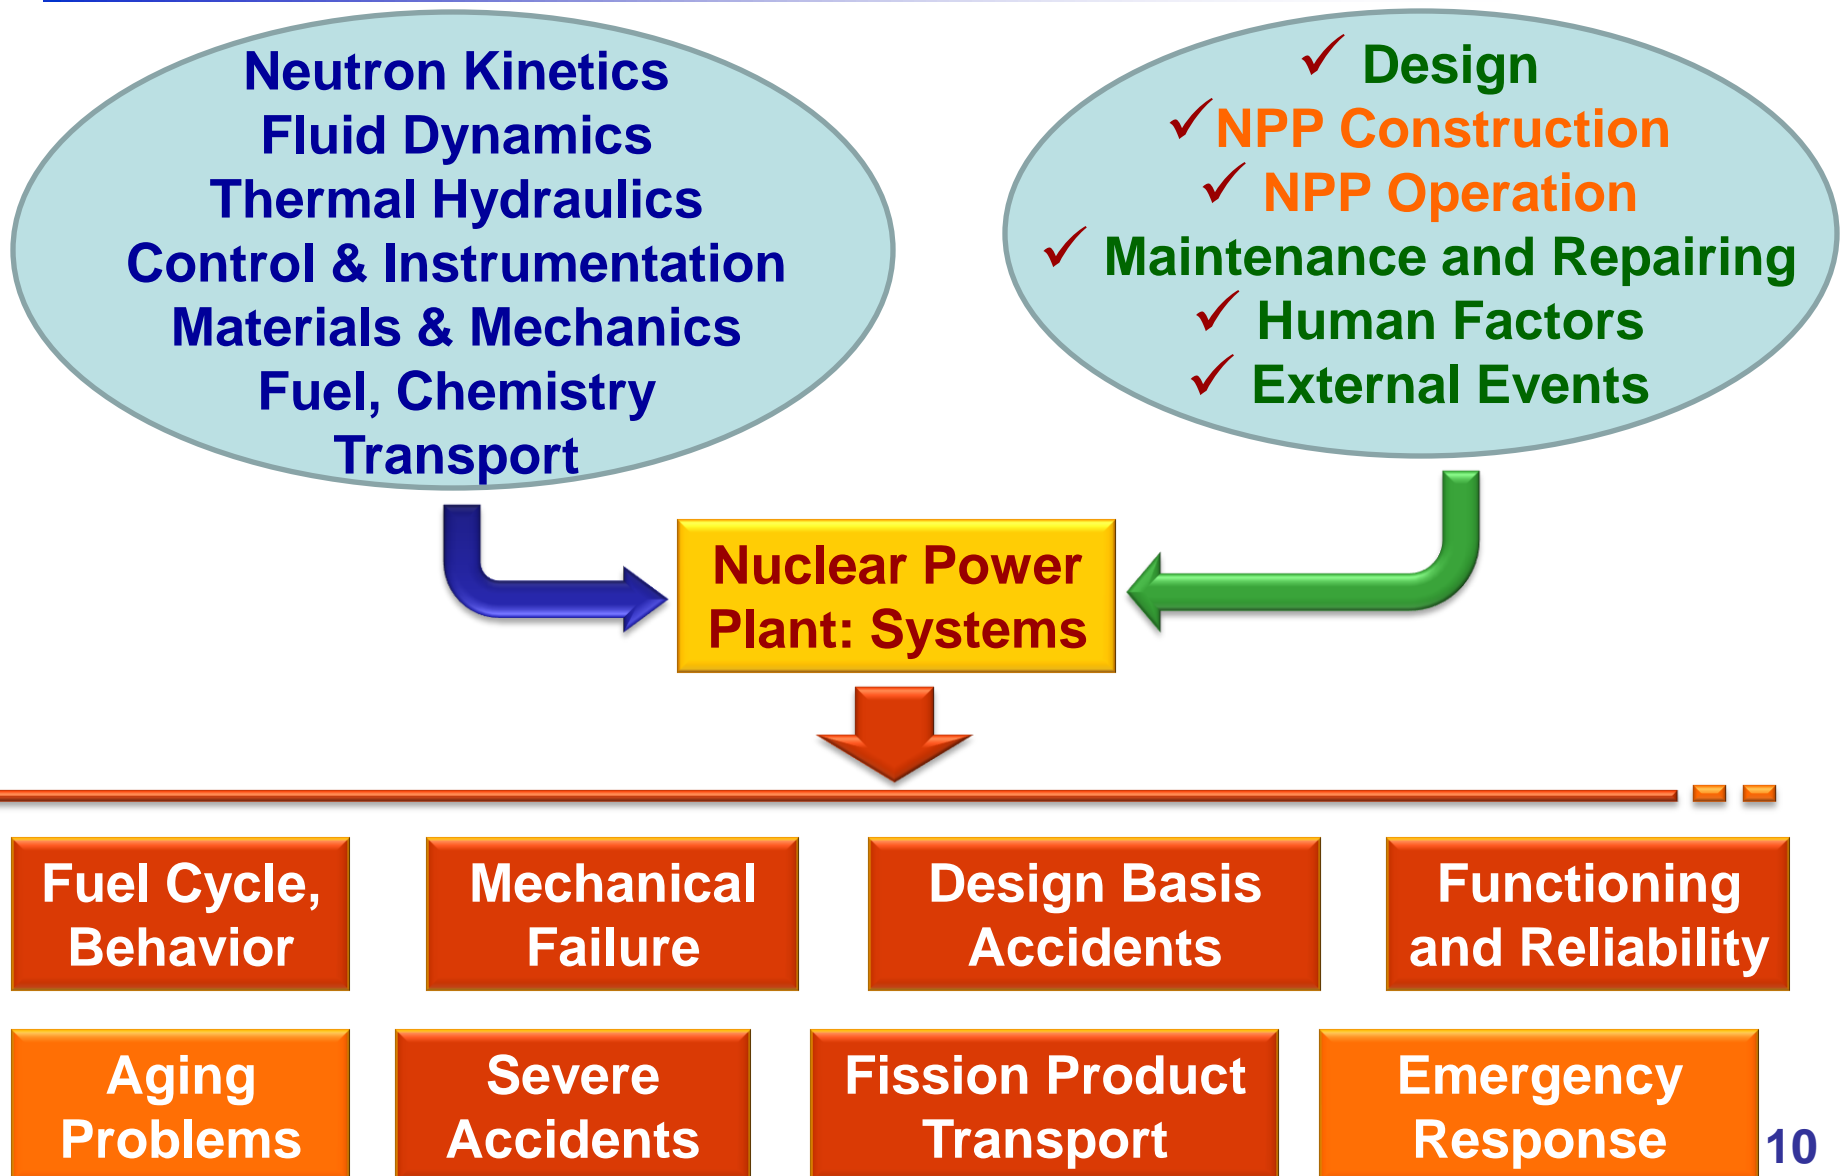 Neutron Kinetics
Fluid Dynamics
Thermal Hydraulics
Control & Instrumentation
Materials & Mechanics
Fuel, Chemistry
Transport
✓ Design
✓ NPP Construction
✓ NPP Operation
✓ Maintenance and Repairing
✓ Human Factors
✓ External Events
Nuclear Power
Plant: Systems
Fuel Cycle,
Behavior
Mechanical
Failure
Design Basis
Accidents
Functioning
and Reliability
Aging
Problems
Severe
Accidents
Fission Product
Transport
Emergency
Response
10